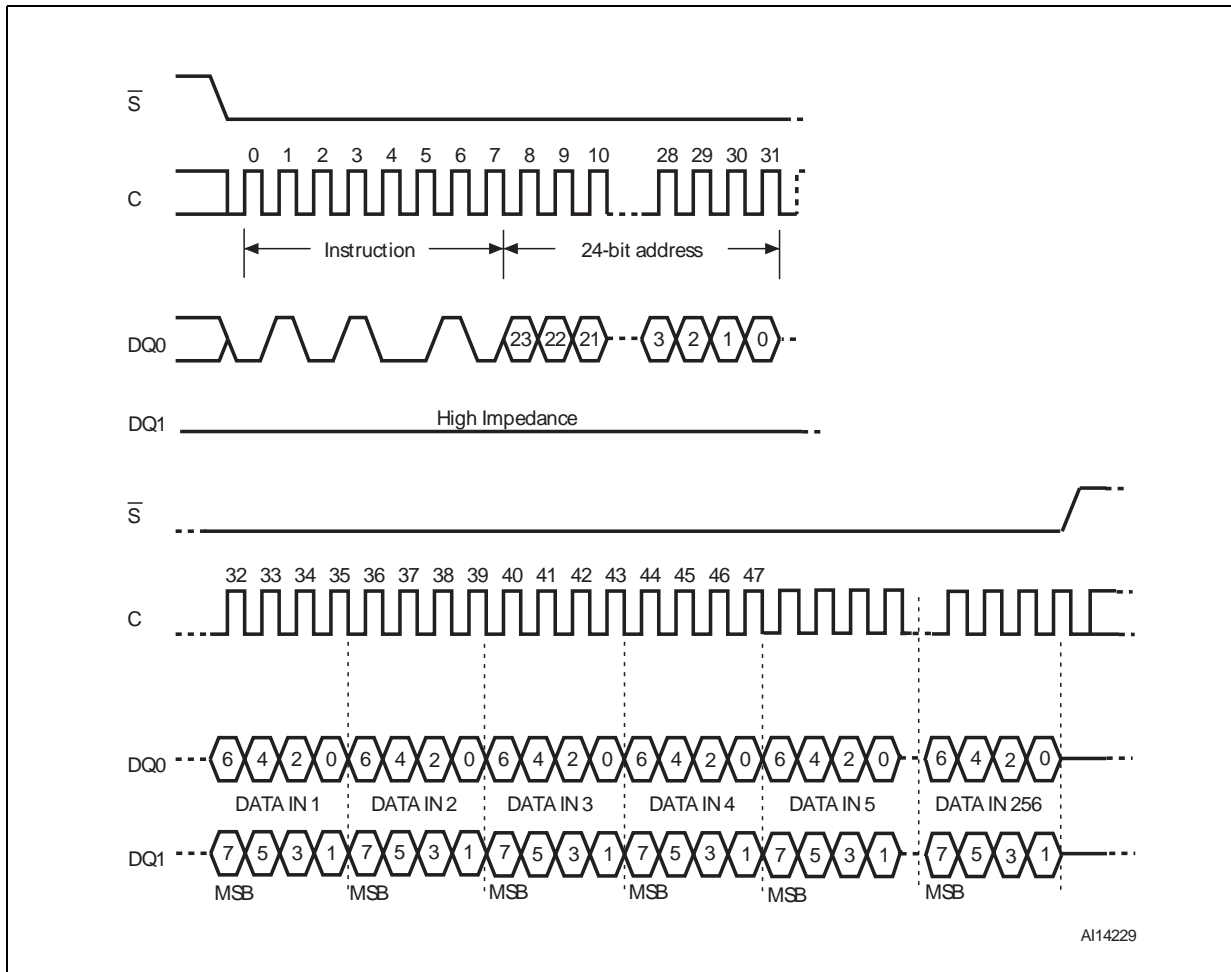 S
0 1 2 3 4 5 6 7 8 9 10 28 29 30 31
C
Instruction 24-bit address
DQ0 23 22 21 3 2 1 0
High Impedance
DQ1
S
32 33 34 35 36 37 38 39 40 41 42 43 44 45 46 47
C
DQ0 6 4 2 0 6 4 2 0 6 4 2 0 6 4 2 0 6 4 2 0 6 4 2 0
DATA IN 1 DATA IN 2 DATA IN 3 DATA IN 4 DATA IN 5 DATA IN 256
DQ1 7 5 3 1 7 5 3 1 7 5 3 1 7 5 3 1 7 5 3 1 7 5 3 1
MSB MSB MSB MSB MSB MSB
AI14229